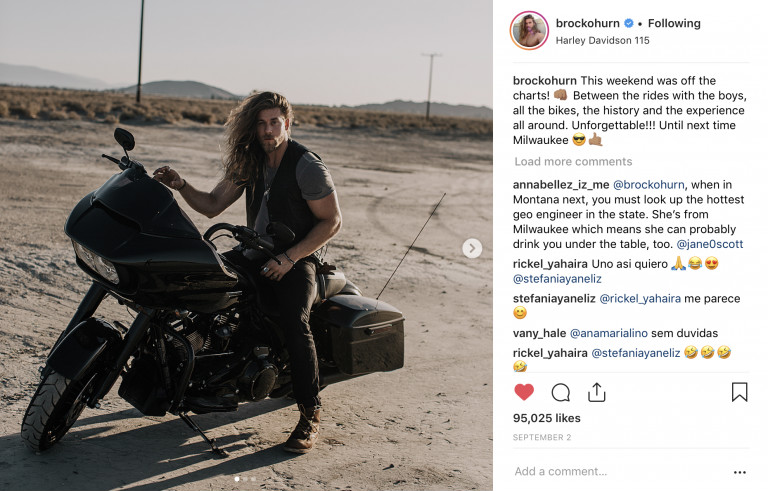 brockohurn • Following
Harley Davidson 115
brockohurn This weekend was off the
charts! 👊🏽 Between the rides with the boys,
all the bikes, the history and the experience
all around. Unforgettable!!! Until next time
Milwaukee 😎🤙🏽
Load more comments
annabellez_iz_me @brockohurn, when in
Montana next, you must look up the hottest
geo engineer in the state. She's from
Milwaukee which means she can probably
drink you under the table, too. @jane0scott
rickel_yahaira Uno asi quiero 🙏😂😍
@stefaniayaneliz
stefaniayaneliz @rickel_yahaira me parece
😊
vany_hale @anamarialino sem duvidas
rickel_yahaira @stefaniayaneliz 🤣🤣🤣
🤣
95,025 likes
SEPTEMBER 2
Add a comment...